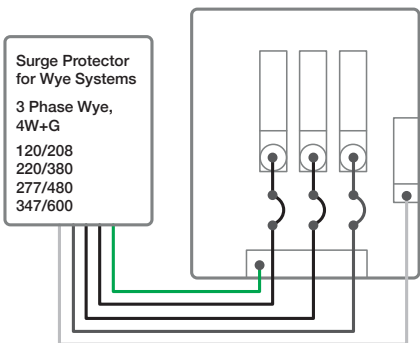 Surge Protector
for Wye Systems
3 Phase Wye,
4W+G
120/208
220/380
277/480
347/600